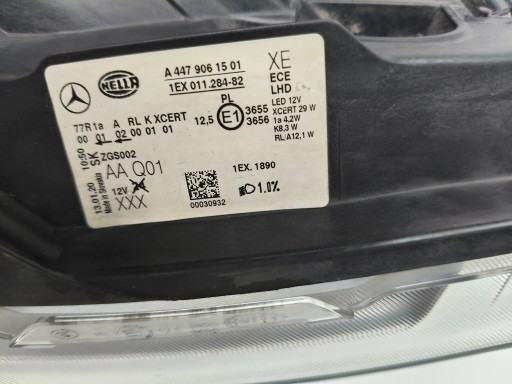 HELLA
A 447 906 15 01
1EX 011.284-82
XE
ECE
LHD
LED 12V
XCERT 29 W
1a 4,2W
K8,3 W
RL/A12,1 W
77R1a A RL K XCERT
00 01 02 00 01 01
PL
12,5 E1 3655
3656
SK ZGS002
AA Q01
12V
XXX
13.01.20 10:50
Made in Slovakia
00030932
1EX. 1890
1.0%